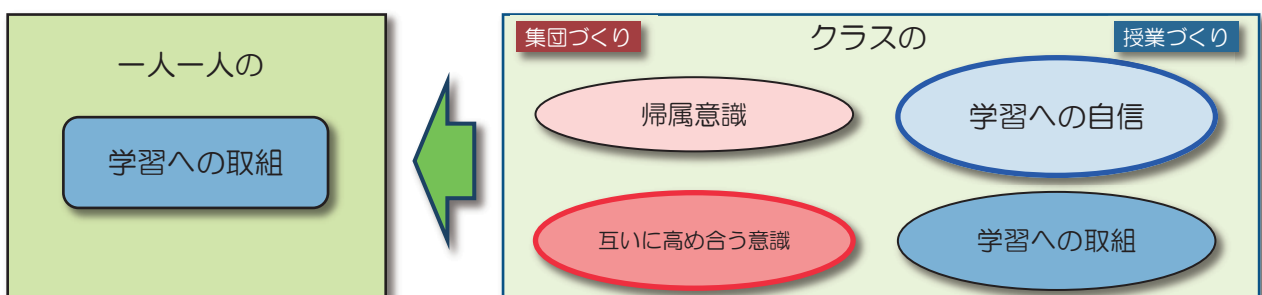 一人一人の
学習への取組
集団づくり
クラスの
授業づくり
帰属意識
学習への自信
互いに高め合う意識
学習への取組